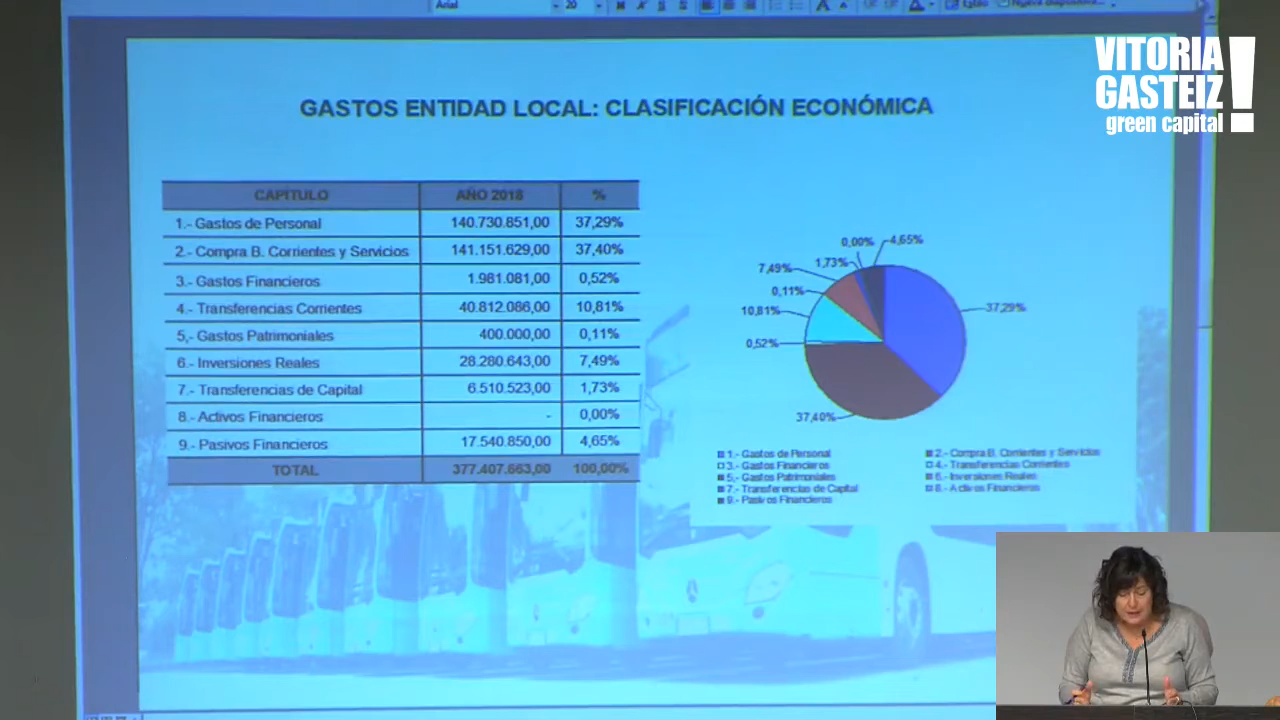 Arial
20
VITORIA
GASTEIZ
green capital
!
GASTOS ENTIDAD LOCAL: CLASIFICACIÓN ECONÓMICA
CAPÍTULO AÑO 2018 %
1.- Gastos de Personal 140.730.851,00 37,29%
2.- Compra B. Corrientes y Servicios 141.151.629,00 37,40%
3.- Gastos Financieros 1.981.081,00 0,52%
4.- Transferencias Corrientes 40.812.086,00 10,81%
5,- Gastos Patrimoniales 400.000,00 0,11%
6.- Inversiones Reales 28.280.643,00 7,49%
7.- Transferencias de Capital 6.510.523,00 1,73%
8.- Activos Financieros - 0,00%
9.- Pasivos Financieros 17.540.850,00 4,65%
TOTAL 377.407.663,00 100,00%
0,00% 4,65%
1,73%
7,49%
0,11%
10,81% 37,29%
0,52%
37,40%
1.- Gastos de Personal 2.- Compra B. Corrientes y Servicios
3.- Gastos Financieros 4.- Transferencias Corrientes
5,- Gastos Patrimoniales 6.- Inversiones Reales
7.- Transferencias de Capital 8.- Activos Financieros
9.- Pasivos Financieros